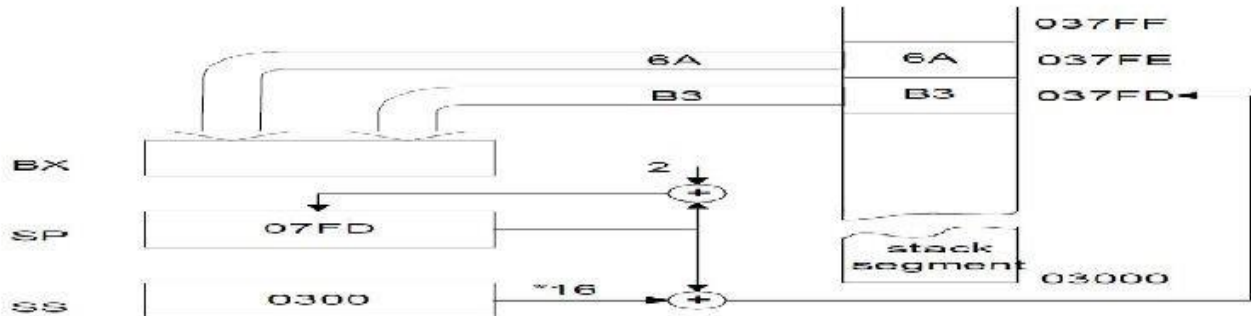 037FF
6A 6A 037FE
B3 B3 037FD
BX
2
+
SP 07FD
stack
segment
03000
SS 0300 *16 +